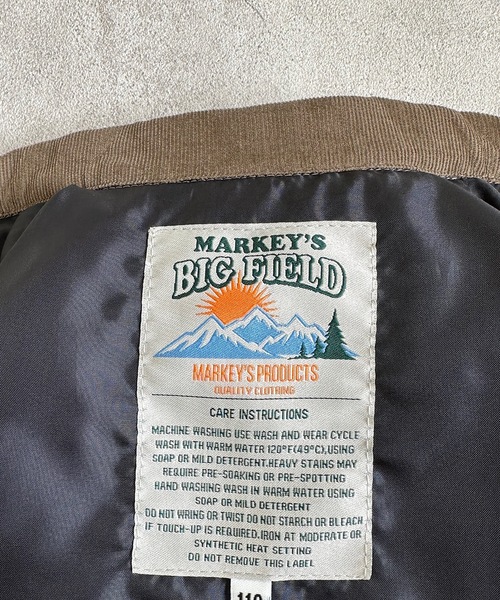 MARKEY'S
BIG FIELD
MARKEY'S PRODUCTS
QUALITY CLOTHING
CARE INSTRUCTIONS
MACHINE WASHING USE WASH AND WEAR CYCLE
WASH WITH WARM WATER 120°F(49°C),USING
SOAP OR MILD DETERGENT.HEAVY STAINS MAY
REQUIRE PRE-SOAKING OR PRE-SPOTTING
HAND WASHING WASH IN WARM WATER USING
SOAP OR MILD DETERGENT
DO NOT WRING OR TWIST DO NOT STARCH OR BLEACH
IF TOUCH-UP IS REQUIRED.IRON AT MODERATE OR
SYNTHETIC HEAT SETTING
DO NOT REMOVE THIS LABEL
110